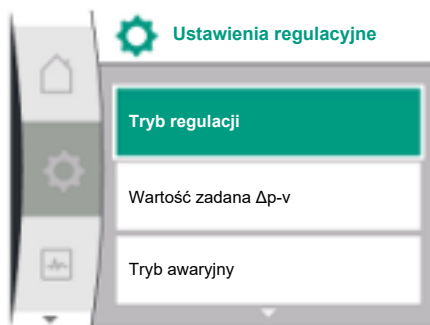 Ustawienia regulacyjne
Tryb regulacji
Wartość zadana Δp-v
Tryb awaryjny